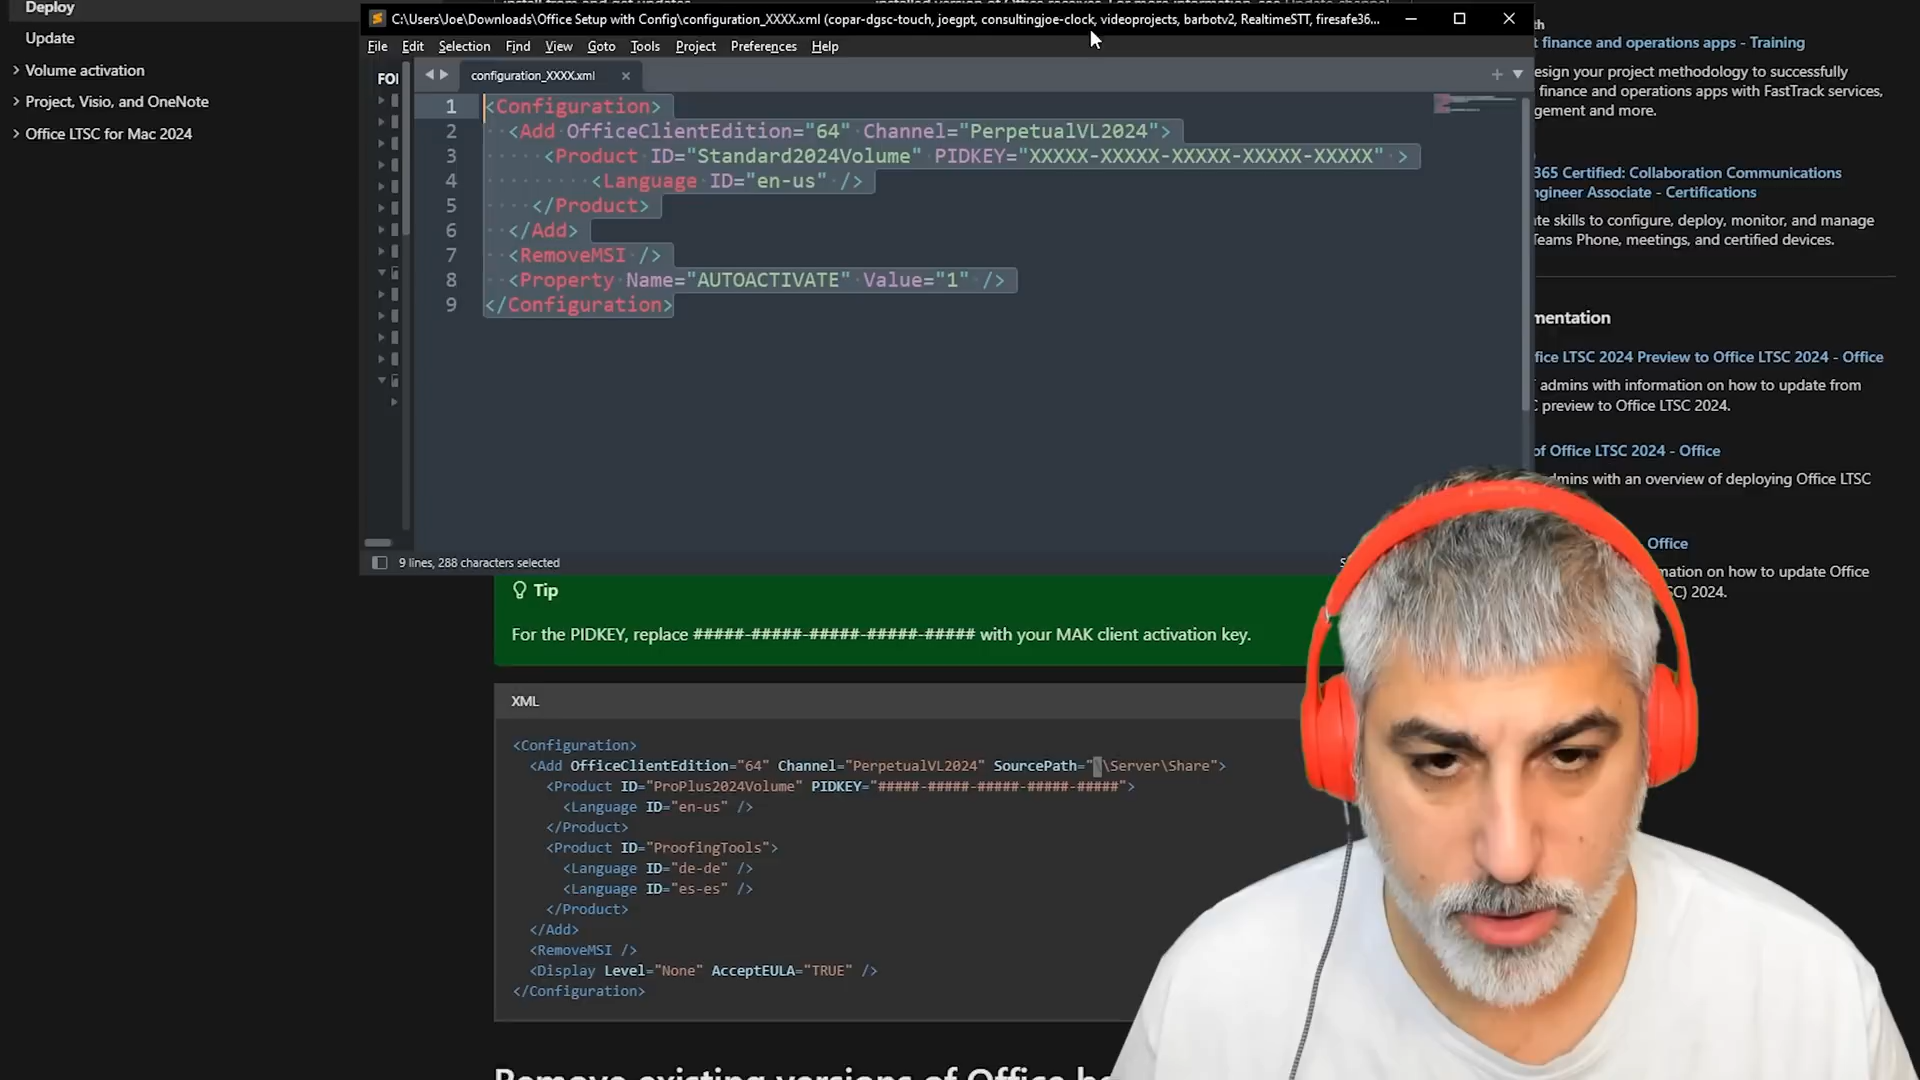 Deploy
Update
Volume activation
Project, Visio, and OneNote
Office LTSC for Mac 2024
C:\Users\Joe\Downloads\Office Setup with Config\configuration_XXXX.xml (copar-dgsc-touch, joegpt, consultingjoe-clock, videoprojects, barbotv2, RealtimeSTT, firesafe36...
File Edit Selection Find View Goto Tools Project Preferences Help
FOI
configuration_XXXX.xml
1 <Configuration>
2 <Add OfficeClientEdition="64" Channel="PerpetualVL2024">
3 <Product ID="Standard2024Volume" PIDKEY="XXXXX-XXXXX-XXXXX-XXXXX-XXXXX" >
4 <Language ID="en-us" />
5 </Product>
6 </Add>
7 <RemoveMSI />
8 <Property Name="AUTOACTIVATE" Value="1" />
9 </Configuration>
9 lines, 288 characters selected
Tip
For the PIDKEY, replace #####-#####-#####-#####-##### with your MAK client activation key.
XML
<Configuration>
<Add OfficeClientEdition="64" Channel="PerpetualVL2024" SourcePath="\\Server\Share">
<Product ID="ProPlus2024Volume" PIDKEY="#####-#####-#####-#####-#####">
<Language ID="en-us" />
</Product>
<Product ID="ProofingTools">
<Language ID="de-de" />
<Language ID="es-es" />
</Product>
</Add>
<RemoveMSI />
<Display Level="None" AcceptEULA="TRUE" />
</Configuration>
Remove existing versions of Office
th
t finance and operations apps - Training
esign your project methodology to successfully
finance and operations apps with FastTrack services,
gement and more.
365 Certified: Collaboration Communications
ngineer Associate - Certifications
te skills to configure, deploy, monitor, and manage
Teams Phone, meetings, and certified devices.
mentation
fice LTSC 2024 Preview to Office LTSC 2024 - Office
admins with information on how to update from
C preview to Office LTSC 2024.
of Office LTSC 2024 - Office
dmins with an overview of deploying Office LTSC
- Office
mation on how to update Office
SC) 2024.